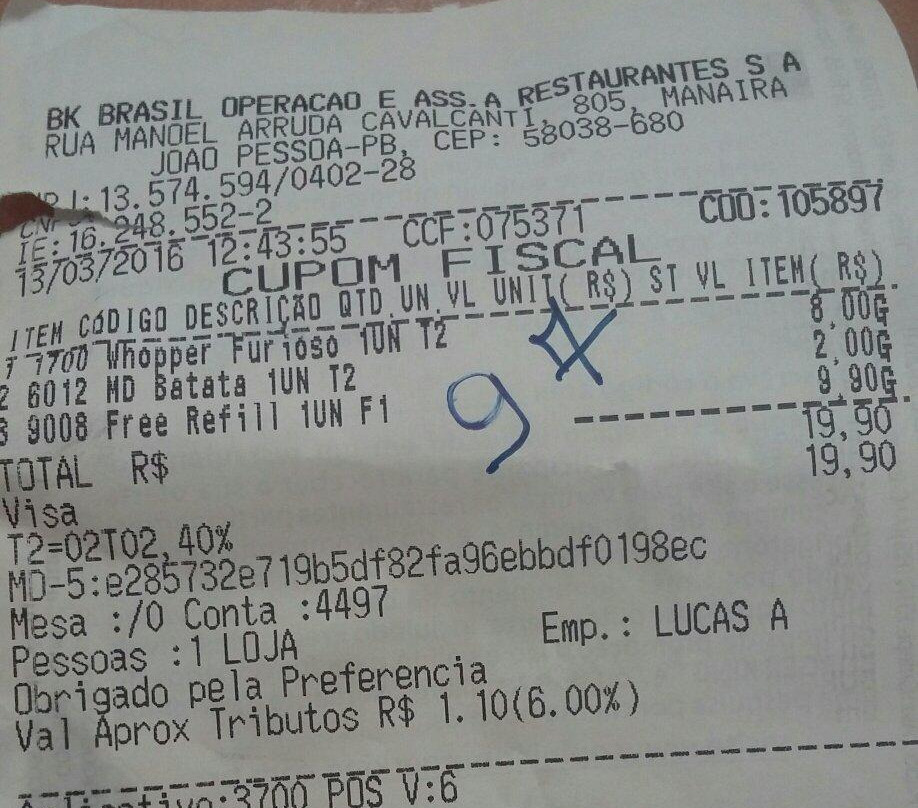 BK BRASIL OPERACAO E ASS.A RESTAURANTES S A
RUA MANOEL ARRUDA CAVALCANTI, 805, MANAIRA
JOAO PESSOA-PB, CEP: 58038-680
CNPJ:13.574.594/0402-28
IE:16.248.552-2
13/03/2016 12:43:55 CCF:075371 COO:105897
CUPOM FISCAL
ITEM CÓDIGO DESCRIÇÃO QTD.UN.VL UNIT( R$) ST VL ITEM( R$)
1 7700 Whopper Furioso 1UN T2 8,00G
2 6012 MD Batata 1UN T2 2,00G
3 9008 Free Refill 1UN F1 9,90G
97
TOTAL R$ 19,90
Visa 19,90
T2=02T02,40%
MD-5:e285732e719b5df82fa96ebbdf0198ec
Mesa :/0 Conta :4497
Pessoas :1 LOJA Emp.: LUCAS A
Obrigado pela Preferencia
Val Aprox Tributos R$ 1.10(6.00%)
:3700 POS V:6